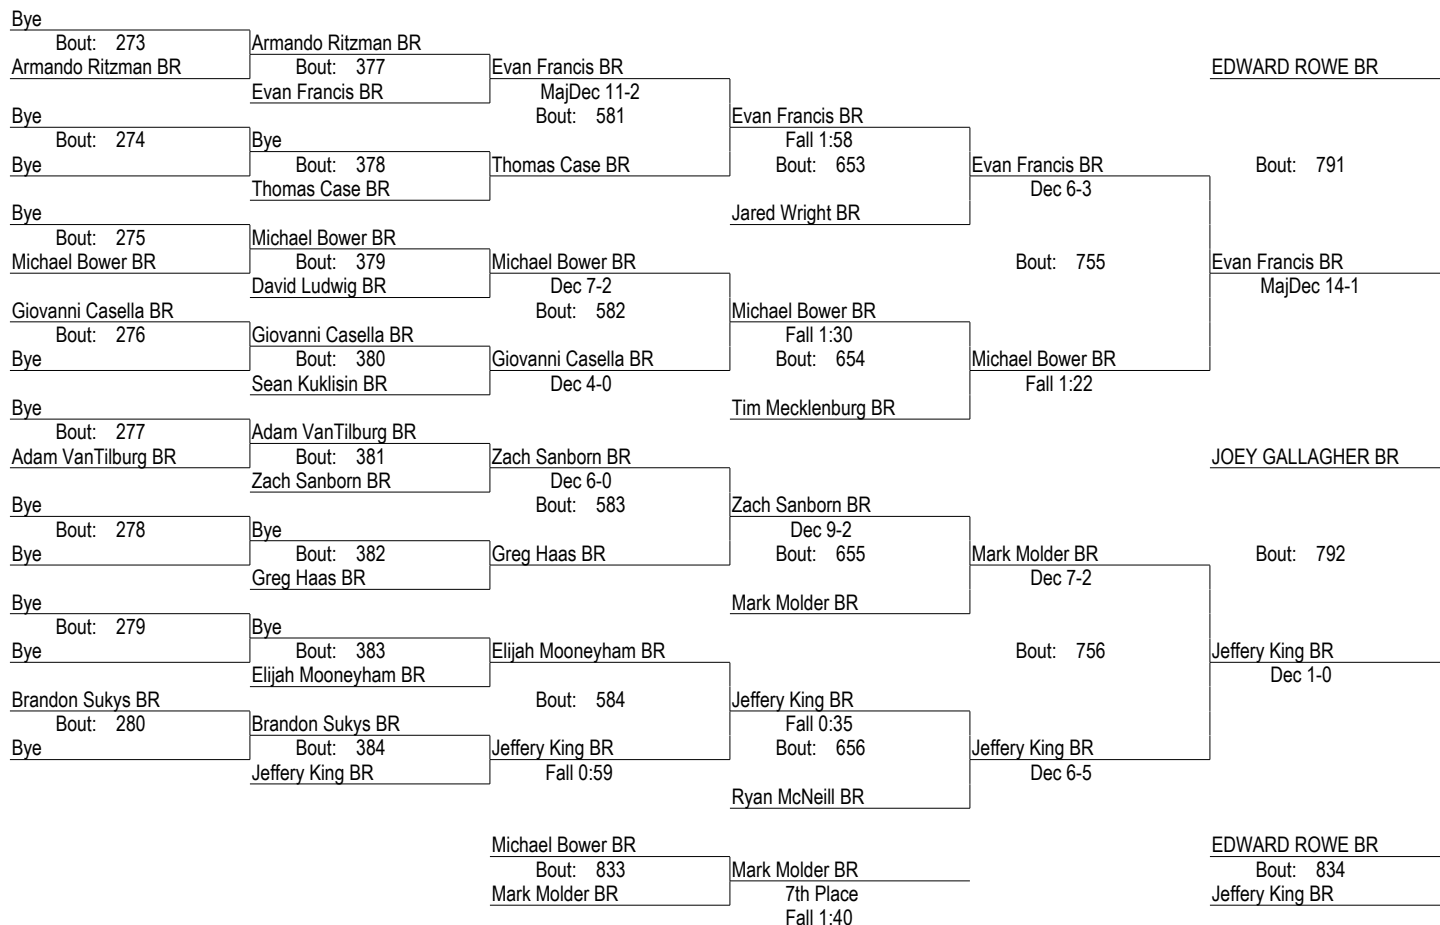 Bye
Bout: 273 Armando Ritzman BR
Armando Ritzman BR Bout: 377 Evan Francis BR EDWARD ROWE BR
Evan Francis BR MajDec 11-2
Bye Bout: 581 Evan Francis BR
Bout: 274 Bye Fall 1:58
Bye Bout: 378 Thomas Case BR Bout: 653 Evan Francis BR Bout: 791
Thomas Case BR Dec 6-3
Bye Jared Wright BR
Bout: 275 Michael Bower BR
Michael Bower BR Bout: 379 Michael Bower BR Bout: 755 Evan Francis BR
David Ludwig BR Dec 7-2 MajDec 14-1
Giovanni Casella BR Bout: 582 Michael Bower BR
Bout: 276 Giovanni Casella BR Fall 1:30
Bye Bout: 380 Giovanni Casella BR Bout: 654 Michael Bower BR
Sean Kuklisin BR Dec 4-0 Fall 1:22
Bye Tim Mecklenburg BR
Bout: 277 Adam VanTilburg BR
Adam VanTilburg BR Bout: 381 Zach Sanborn BR JOEY GALLAGHER BR
Zach Sanborn BR Dec 6-0
Bye Bout: 583 Zach Sanborn BR
Bout: 278 Bye Dec 9-2
Bye Bout: 382 Greg Haas BR Bout: 655 Mark Molder BR Bout: 792
Greg Haas BR Dec 7-2
Bye Mark Molder BR
Bout: 279 Bye
Bye Bout: 383 Elijah Mooneyham BR Bout: 756 Jeffery King BR
Elijah Mooneyham BR Dec 1-0
Brandon Sukys BR Bout: 584 Jeffery King BR
Bout: 280 Brandon Sukys BR Fall 0:35
Bye Bout: 384 Jeffery King BR Bout: 656 Jeffery King BR
Jeffery King BR Fall 0:59 Dec 6-5
Ryan McNeill BR
Michael Bower BR EDWARD ROWE BR
Bout: 833 Mark Molder BR Bout: 834
Mark Molder BR 7th Place Jeffery King BR
Fall 1:40